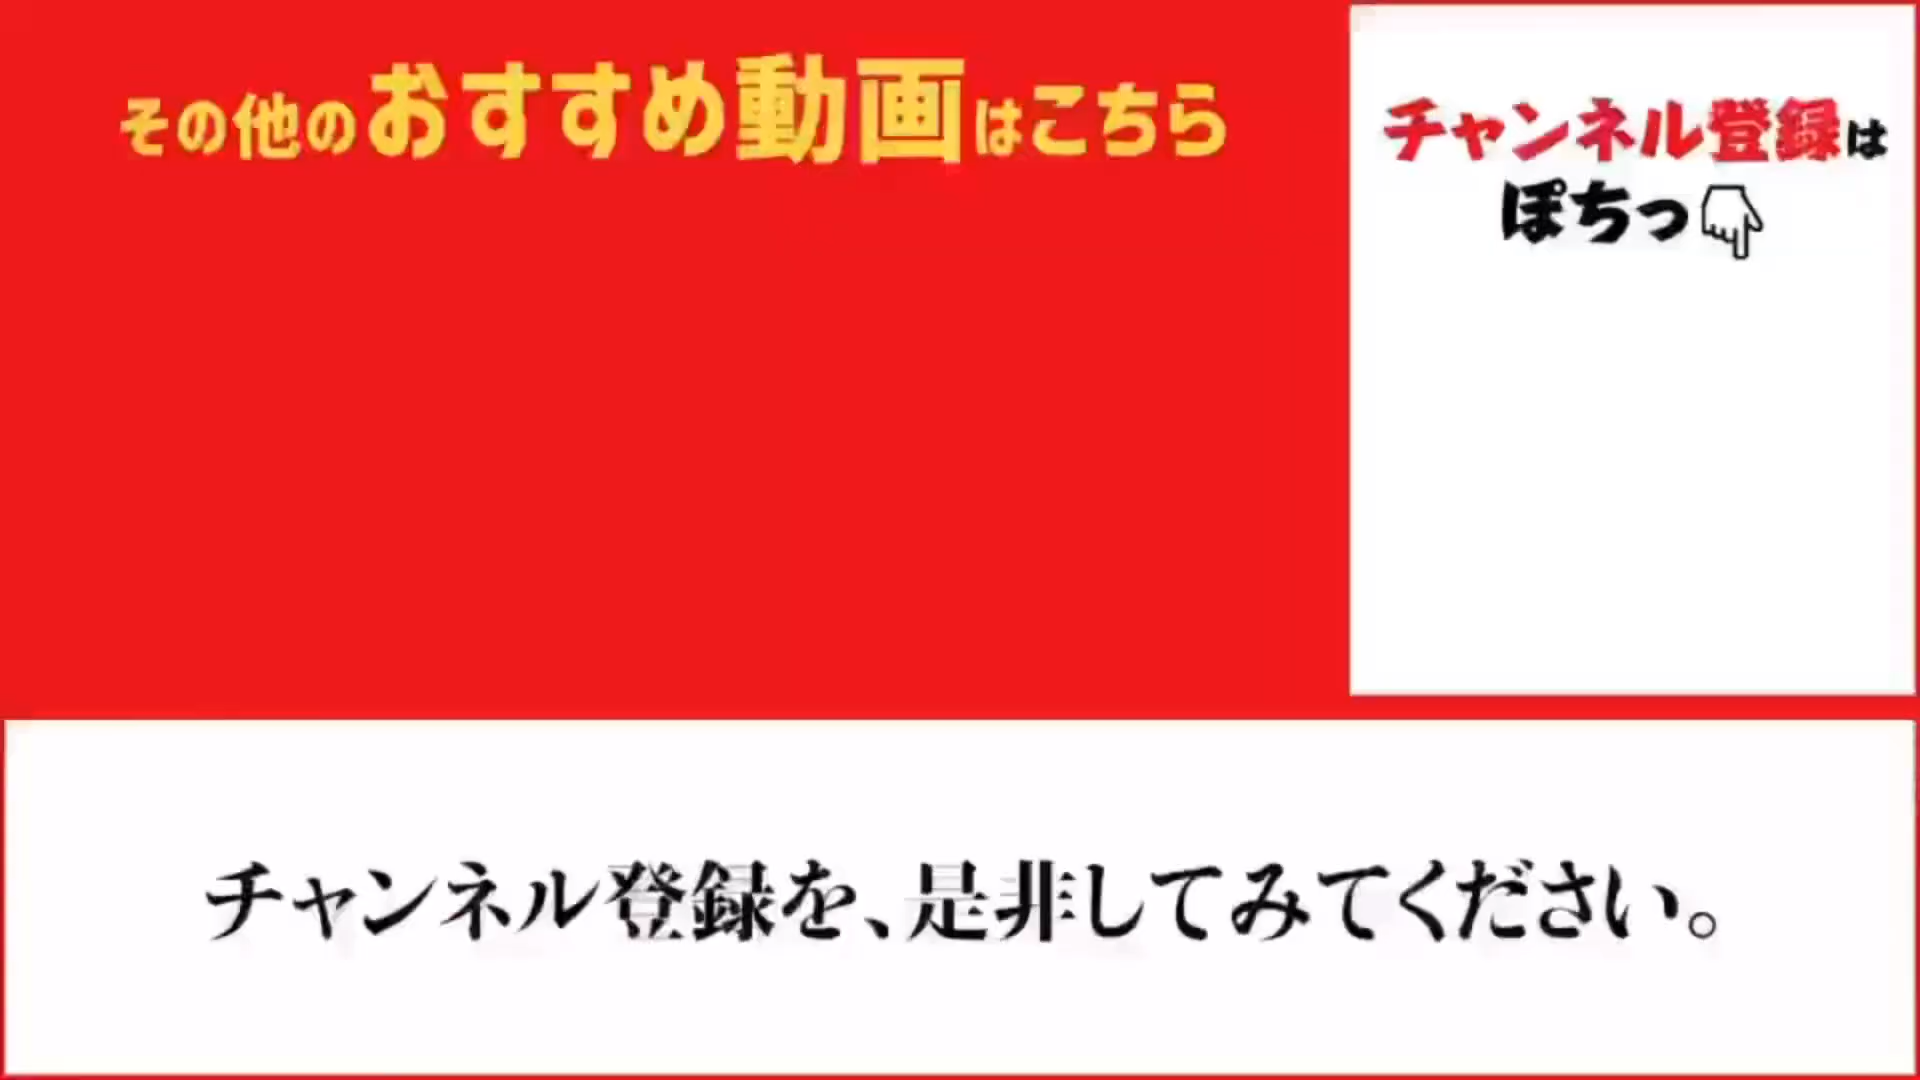 その他のおすすめ動画はこちら
チャンネル登録は
ぽちっ
チャンネル登録を、是非してみてください。